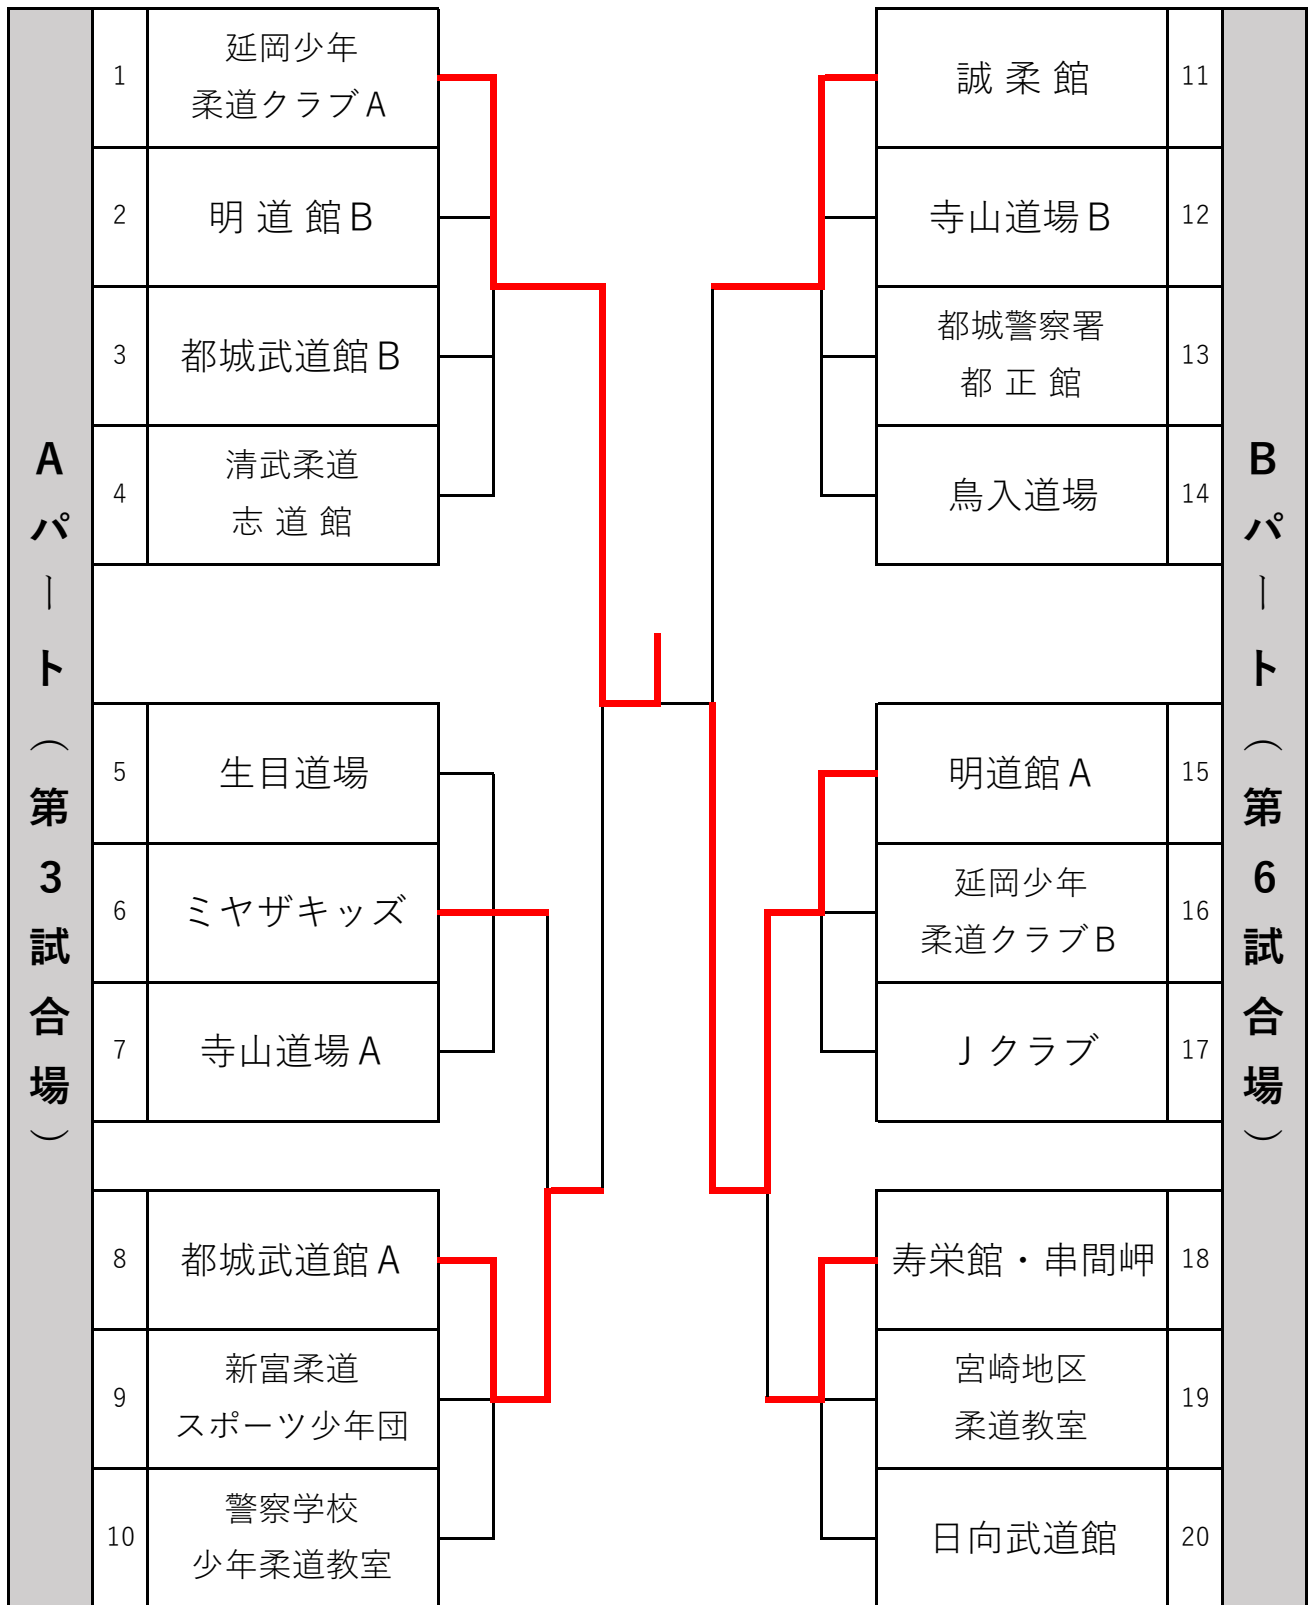 Aパート（第3試合場）
1
延岡少年
柔道クラブA
2
明 道 館B
3
都城武道館B
4
清武柔道
志 道 館
5
生目道場
6
ミヤザキッズ
7
寺山道場A
8
都城武道館A
9
新富柔道
スポーツ少年団
10
警察学校
少年柔道教室
誠 柔 館
11
寺山道場B
12
都城警察署
都 正 館
13
鳥入道場
14
明道館A
15
延岡少年
柔道クラブB
16
Jクラブ
17
寿栄館・串間岬
18
宮崎地区
柔道教室
19
日向武道館
20
Bパート（第6試合場）